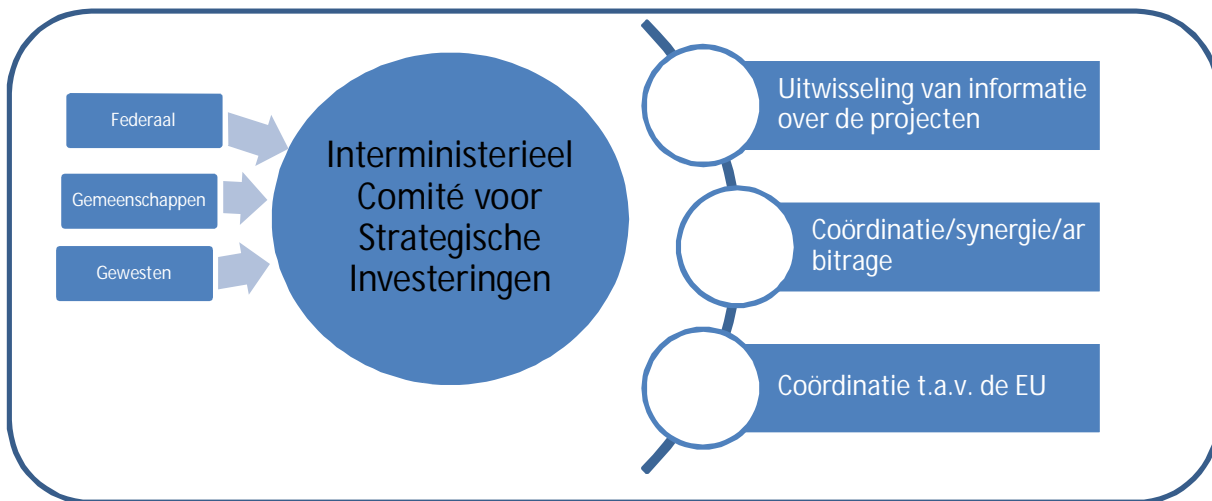 Federaal
Gemeenschappen
Gewesten
Interministerieel
Comité voor
Strategische
Investeringen
Uitwisseling van informatie
over de projecten
Coördinatie/synergie/ar
bitrage
Coördinatie t.a.v. de EU